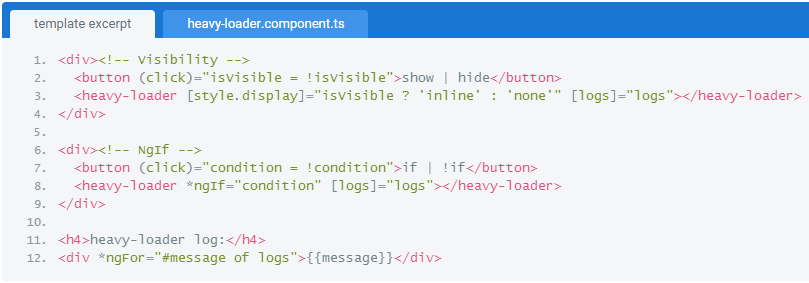 template excerpt
heavy-loader.component.ts
1. <div><!-- Visibility -->
2.   <button (click)="isVisible = !isVisible">show | hide</button>
3.   <heavy-loader [style.display]="isVisible ? 'inline' : 'none'" [logs]="logs"></heavy-loader>
4. </div>
5.
6. <div><!-- NgIf -->
7.   <button (click)="condition = !condition">if | !if</button>
8.   <heavy-loader *ngIf="condition" [logs]="logs"></heavy-loader>
9. </div>
10.
11. <h4>heavy-loader log:</h4>
12. <div *ngFor="#message of logs">{{message}}</div>